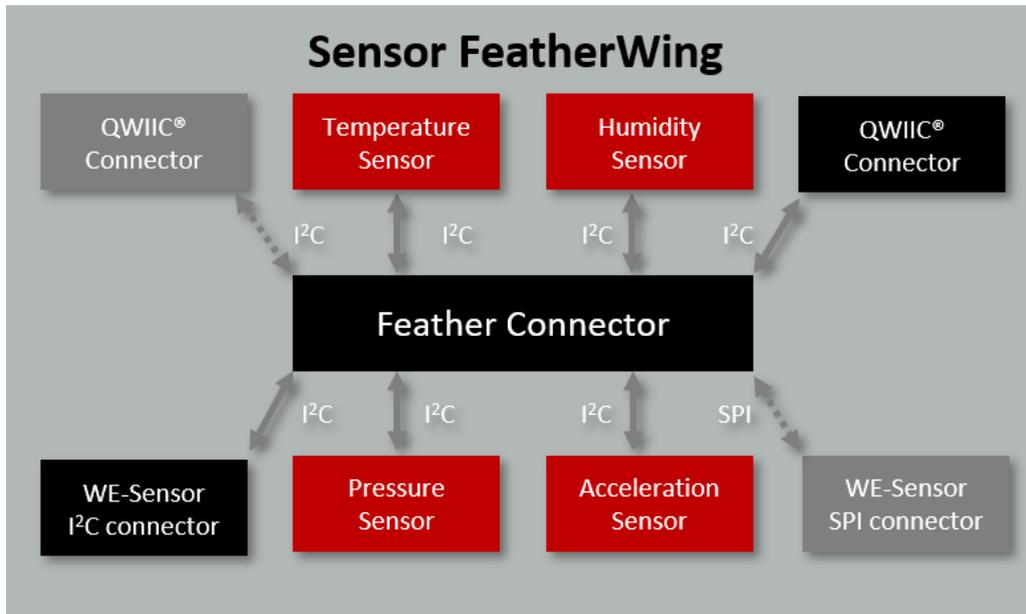 Sensor FeatherWing
QWIIC®
Connector
Temperature
Sensor
Humidity
Sensor
QWIIC®
Connector
I²C
I²C
I²C
I²C
Feather Connector
I²C
I²C
I²C
SPI
WE-Sensor
I²C connector
Pressure
Sensor
Acceleration
Sensor
WE-Sensor
SPI connector